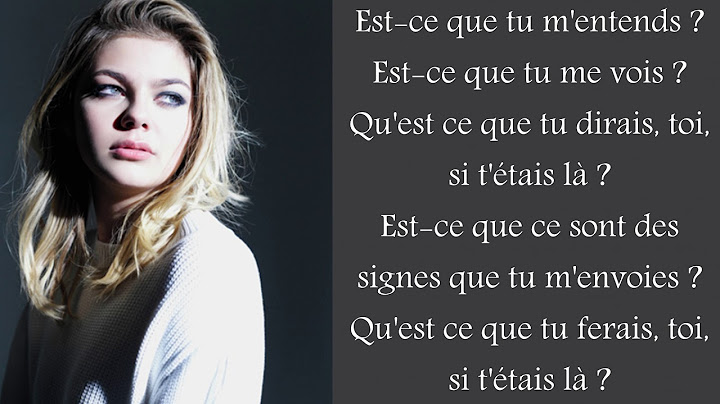 Est-ce que tu m'entends ?
Est-ce que tu me vois ?
Qu'est ce que tu dirais, toi,
si t'étais là ?
Est-ce que ce sont des
signes que tu m'envoies ?
Qu'est ce que tu ferais, toi,
si t'étais là ?